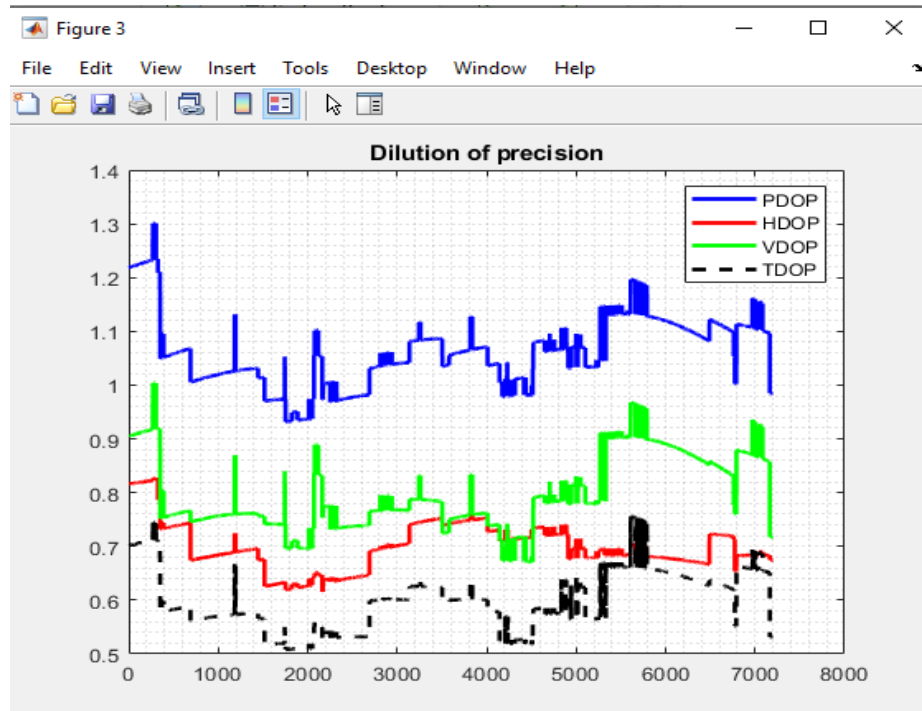 Figure 3
File Edit View Insert Tools Desktop Window Help
Dilution of precision
1.4
1.3
1.2
1.1
1
0.9
0.8
0.7
0.6
0.5
PDOP
HDOP
VDOP
TDOP
0 1000 2000 3000 4000 5000 6000 7000 8000